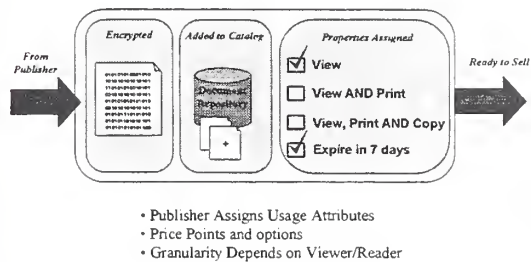 From
Publisher
Encrypted
Added to Catalog
Document
Repository
Properties Assigned
View
View AND Print
View, Print AND Copy
Expire in 7 days
Ready to Sell
• Publisher Assigns Usage Attributes
• Price Points and options
• Granularity Depends on Viewer/Reader